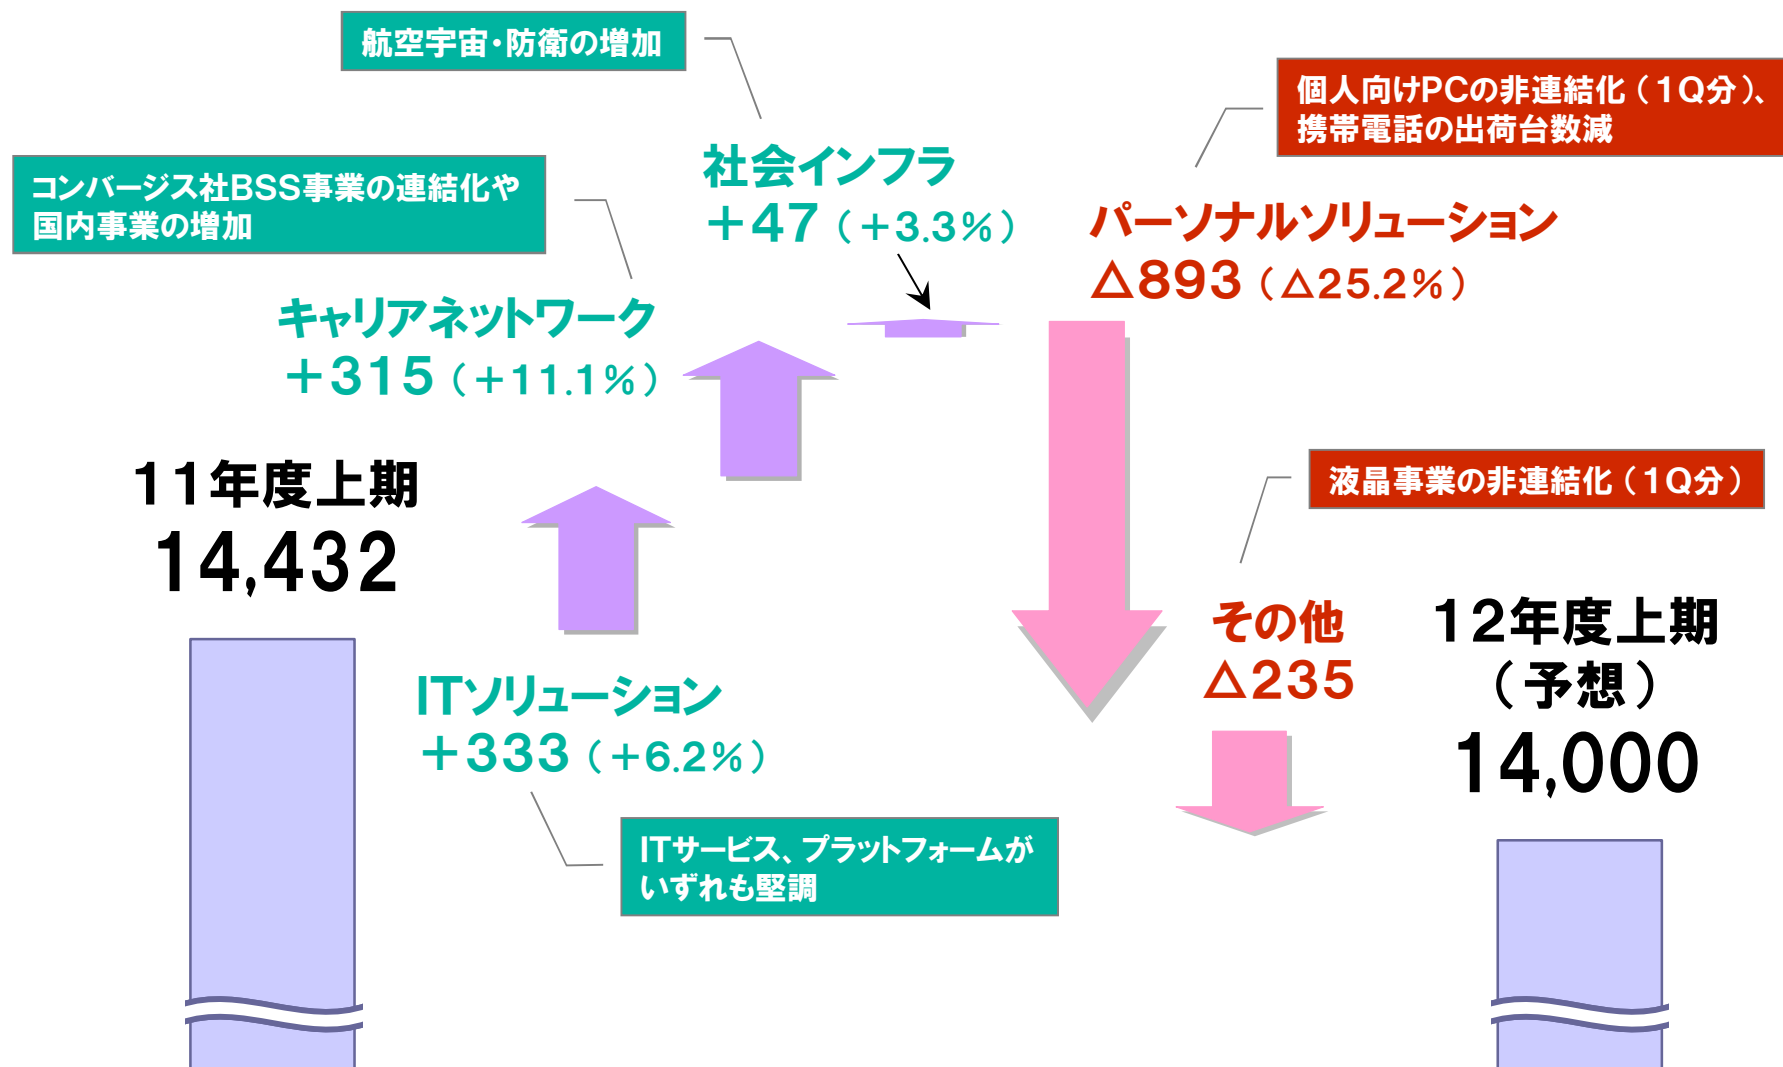 航空宇宙・防衛の増加
個人向けPCの非連結化（1Q分）、
携帯電話の出荷台数減
社会インフラ
＋47（＋3.3％）
コンバージス社BSS事業の連結化や
国内事業の増加
パーソナルソリューション
△893（△25.2％）
キャリアネットワーク
＋315（＋11.1％）
11年度上期
14,432
液晶事業の非連結化（1Q分）
その他
△235
12年度上期
（予想）
14,000
ITソリューション
＋333（＋6.2％）
ITサービス、プラットフォームが
いずれも堅調